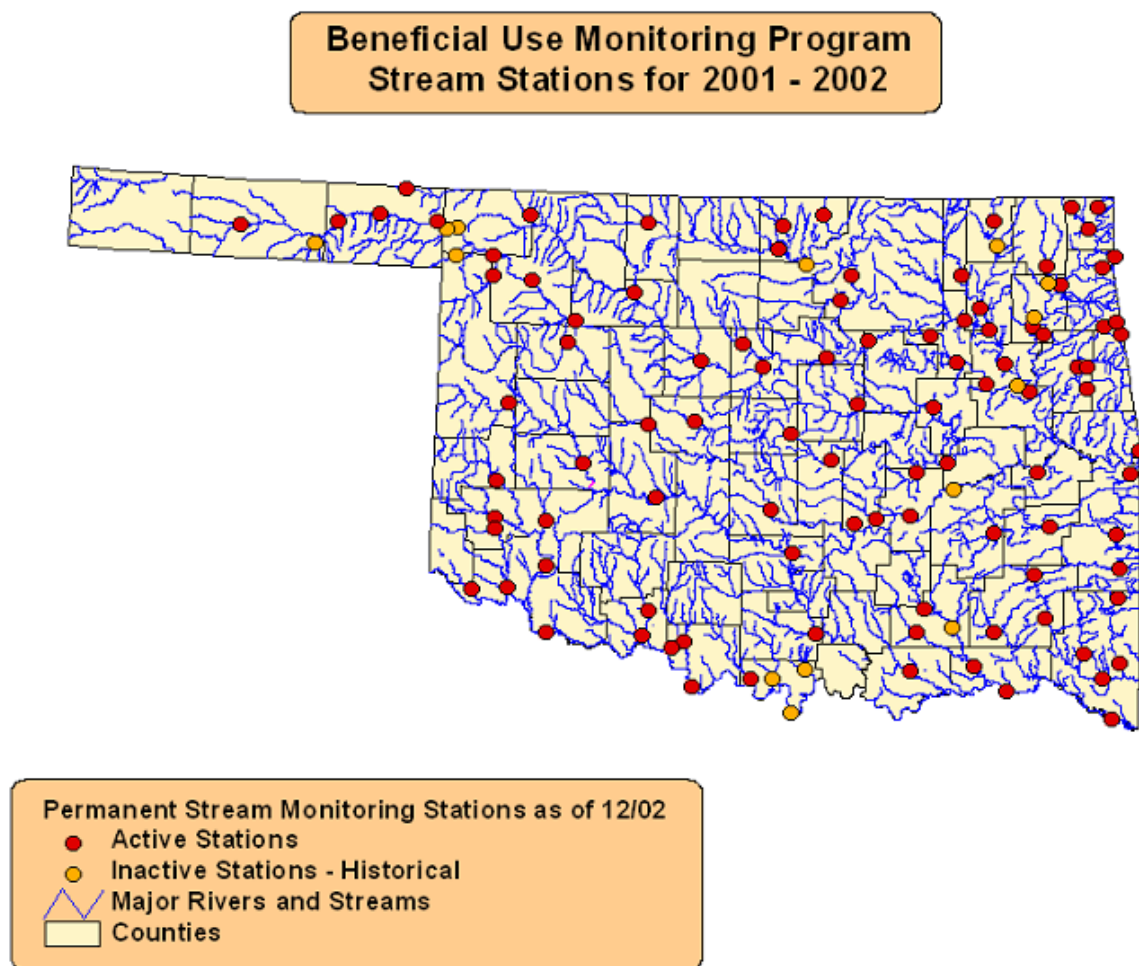 Beneficial Use Monitoring Program
Stream Stations for 2001 - 2002
Permanent Stream Monitoring Stations as of 12/02
Active Stations
Inactive Stations - Historical
Major Rivers and Streams
Counties